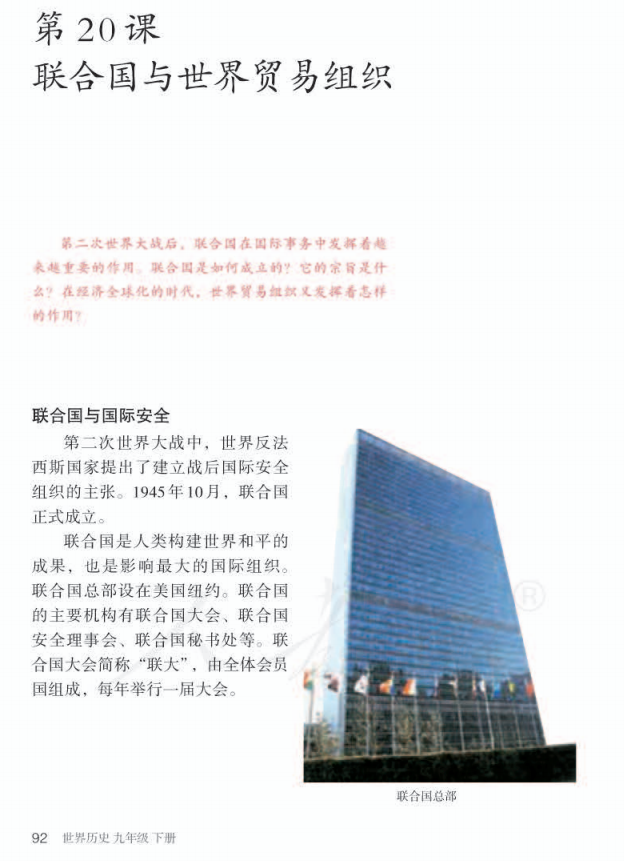 第20课
联合国与世界贸易组织
第二次世界大战后，联合国在国际事务中发挥着越
来越重要的作用。联合国是如何成立的？它的宗旨是什
么？在经济全球化的时代，世界贸易组织又发挥着怎样
的作用？
联合国与国际安全
第二次世界大战中，世界反法
西斯国家提出了建立战后国际安全
组织的主张。1945年10月，联合国
正式成立。
联合国是人类构建世界和平的
成果，也是影响最大的国际组织。
联合国总部设在美国纽约。联合国
的主要机构有联合国大会、联合国
安全理事会、联合国秘书处等。联
合国大会简称“联大”，由全体会员
国组成，每年举行一届大会。
®
联合国总部
92 世界历史 九年级 下册